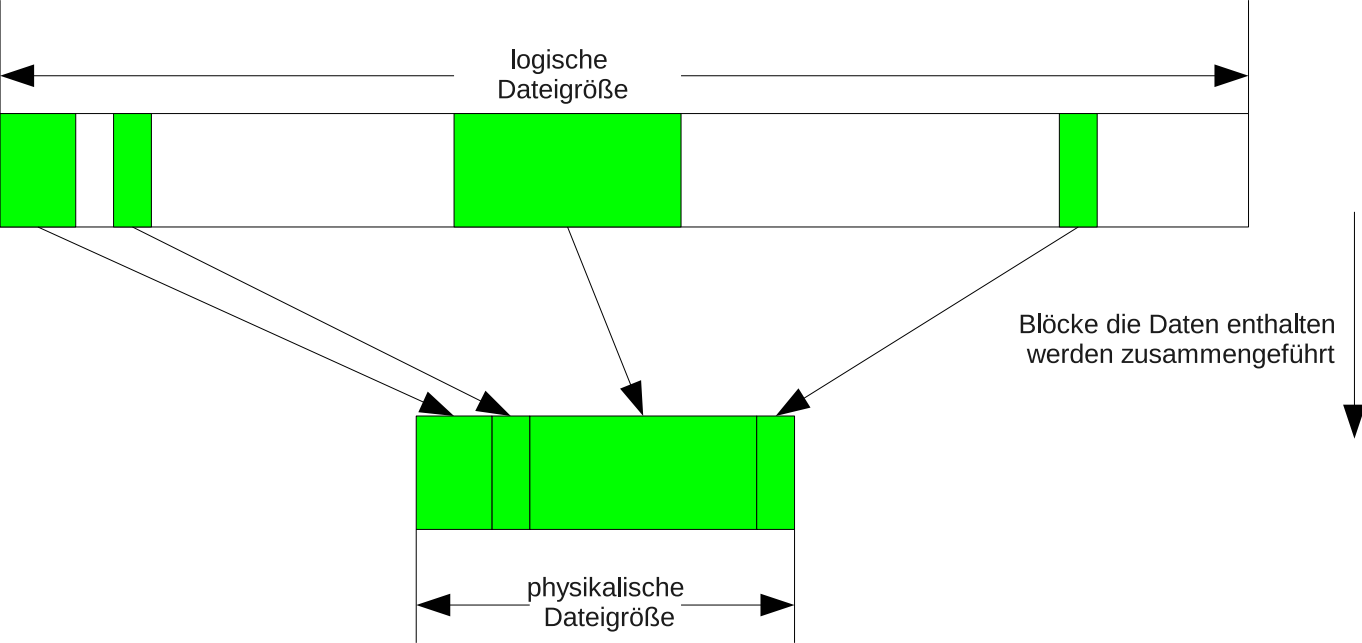 logische
Dateigröße
Blöcke die Daten enthalten
werden zusammengeführt
physikalische
Dateigröße